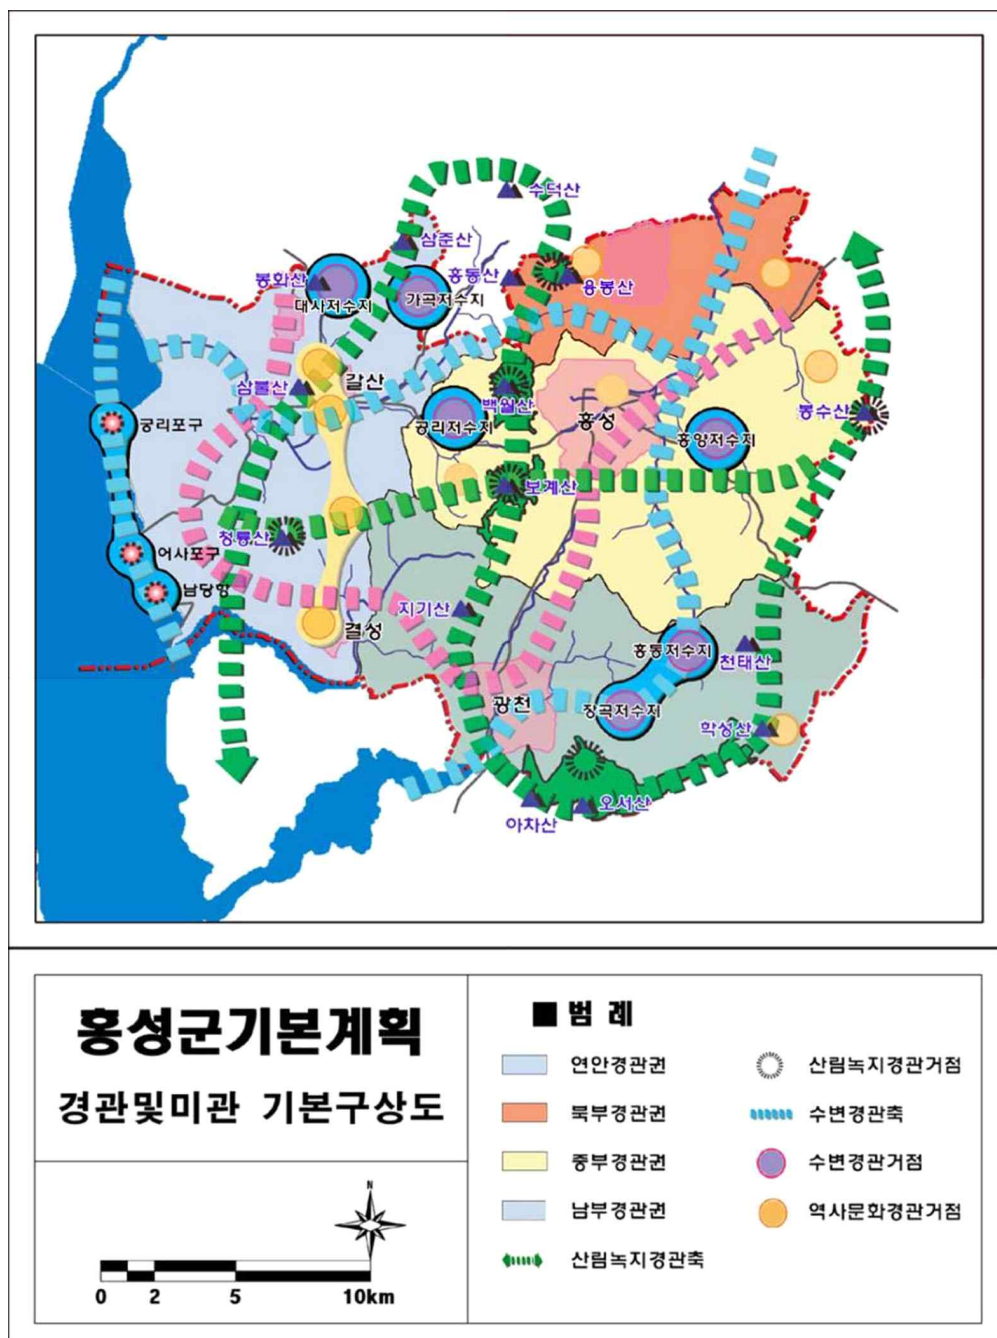 수덕산
삼준산
봉화산
홍동산
용봉산
대사저수지
가곡저수지
삼불산
갈산
백월산
봉수산
궁리포구
공리저수지
홍성
홍양저수지
보계산
청룡산
어사포구
남당항
지기산
결성
홍동저수지
천태산
광천
장곡저수지
학성산
오서산
아차산
홍성군기본계획
경관및미관 기본구상도
N
0 2 5 10km
■ 범 례
연안경관권
북부경관권
중부경관권
남부경관권
산림녹지경관축
산림녹지경관거점
수변경관축
수변경관거점
역사문화경관거점